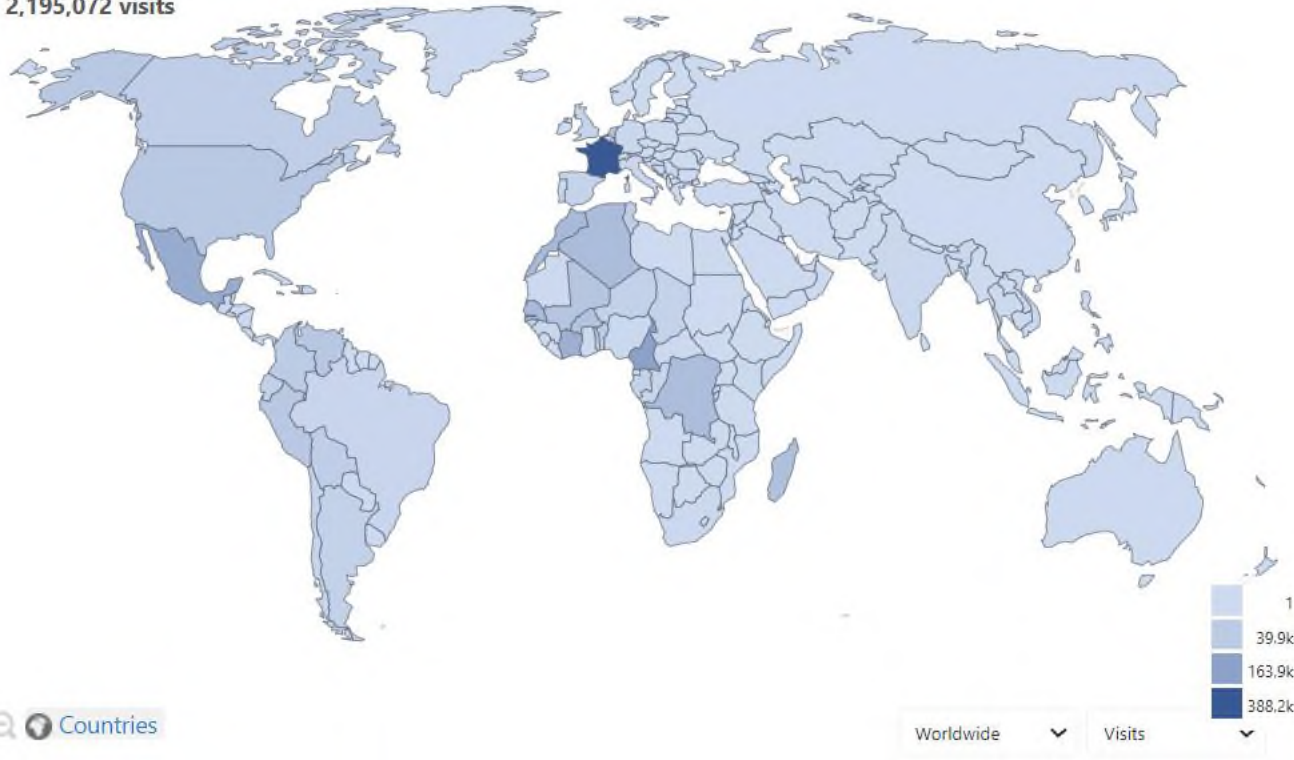 2,195,072 visits
1
39.9k
163.9k
388.2k
Countries
Worldwide
Visits